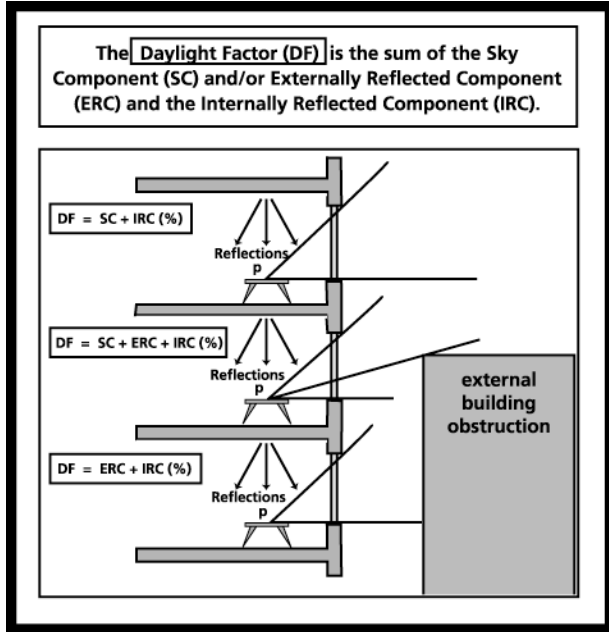 The Daylight Factor (DF) is the sum of the Sky
Component (SC) and/or Externally Reflected Component
(ERC) and the Internally Reflected Component (IRC).
DF = SC + IRC (%)
Reflections
p
DF = SC + ERC + IRC (%)
Reflections
p
external
building
obstruction
DF = ERC + IRC (%)
Reflections
p